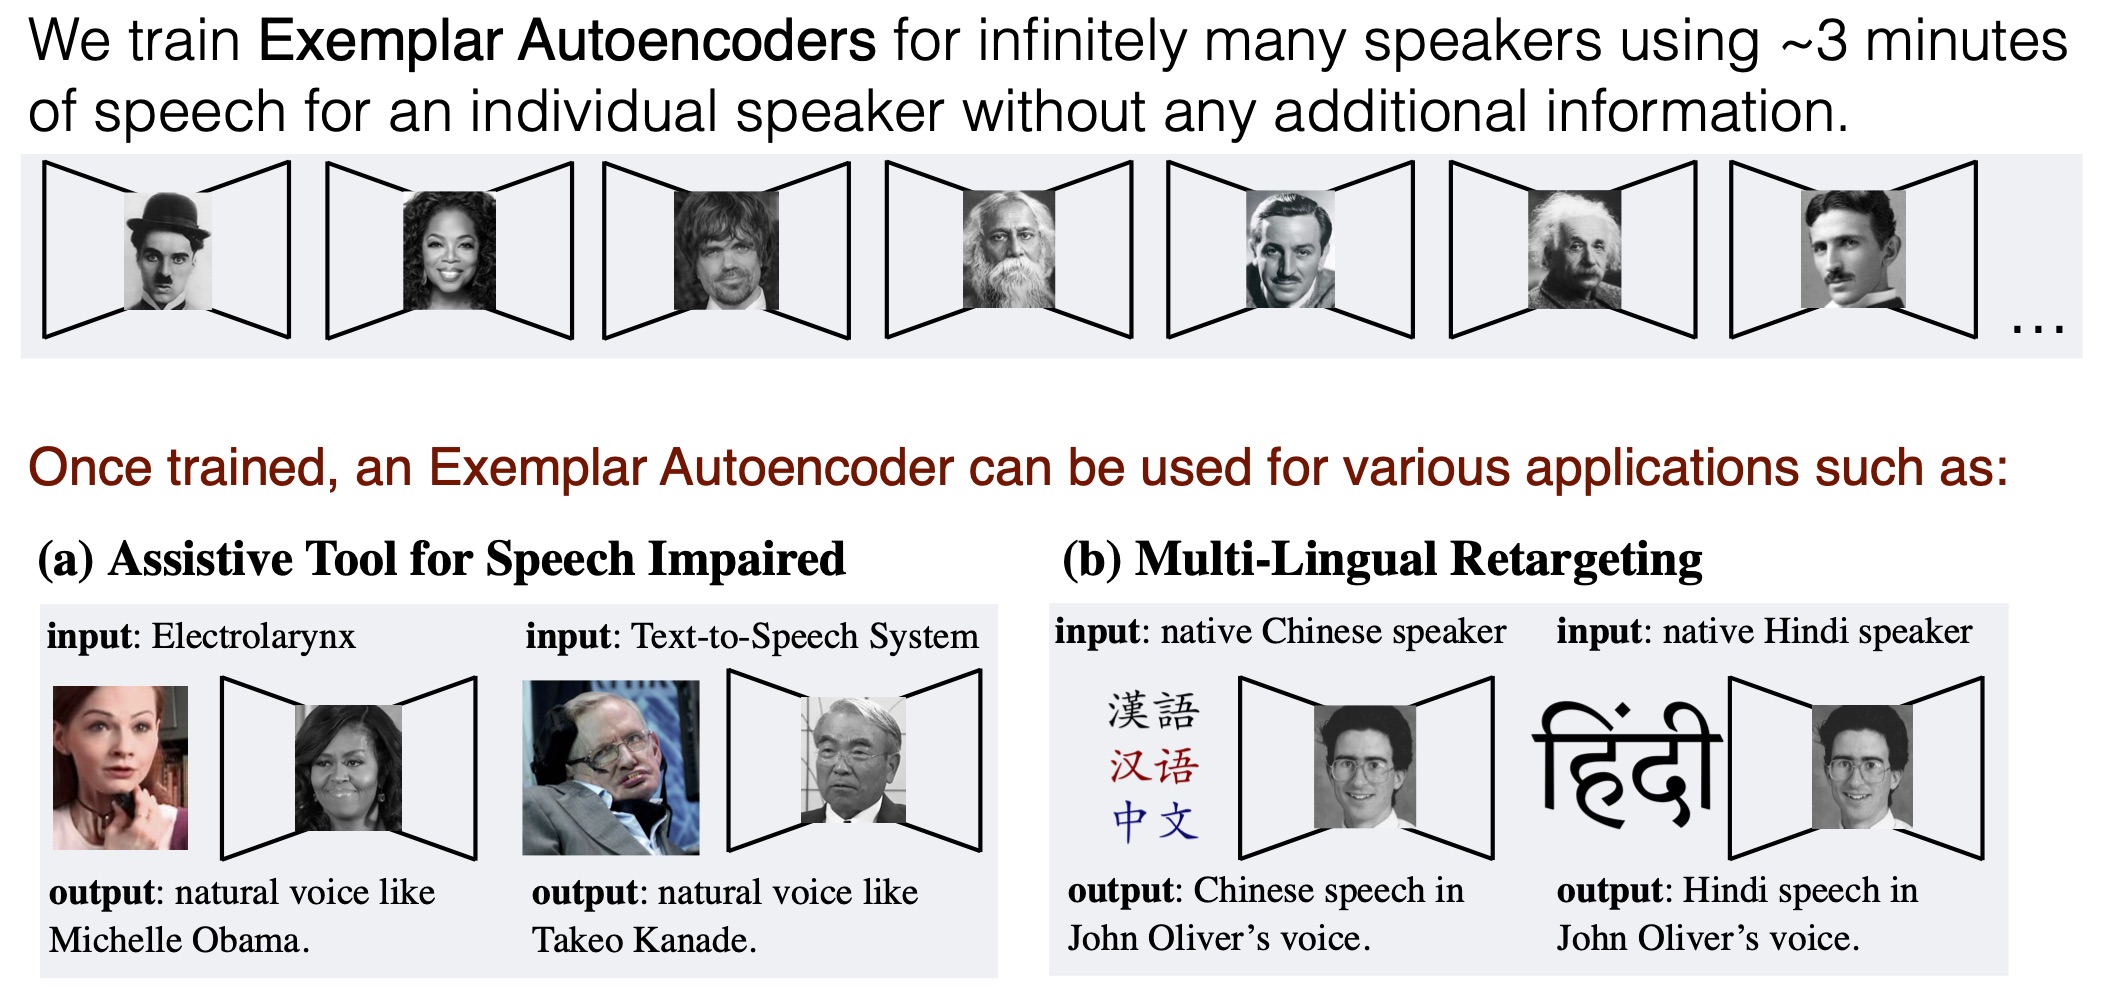 We train Exemplar Autoencoders for infinitely many speakers using ~3 minutes
of speech for an individual speaker without any additional information.
...
Once trained, an Exemplar Autoencoder can be used for various applications such as:
(a) Assistive Tool for Speech Impaired
input: Electrolarynx
input: Text-to-Speech System
output: natural voice like
Michelle Obama.
output: natural voice like
Takeo Kanade.
(b) Multi-Lingual Retargeting
input: native Chinese speaker
漢語
汉语
中文
output: Chinese speech in
John Oliver's voice.
input: native Hindi speaker
हिंदी
output: Hindi speech in
John Oliver's voice.